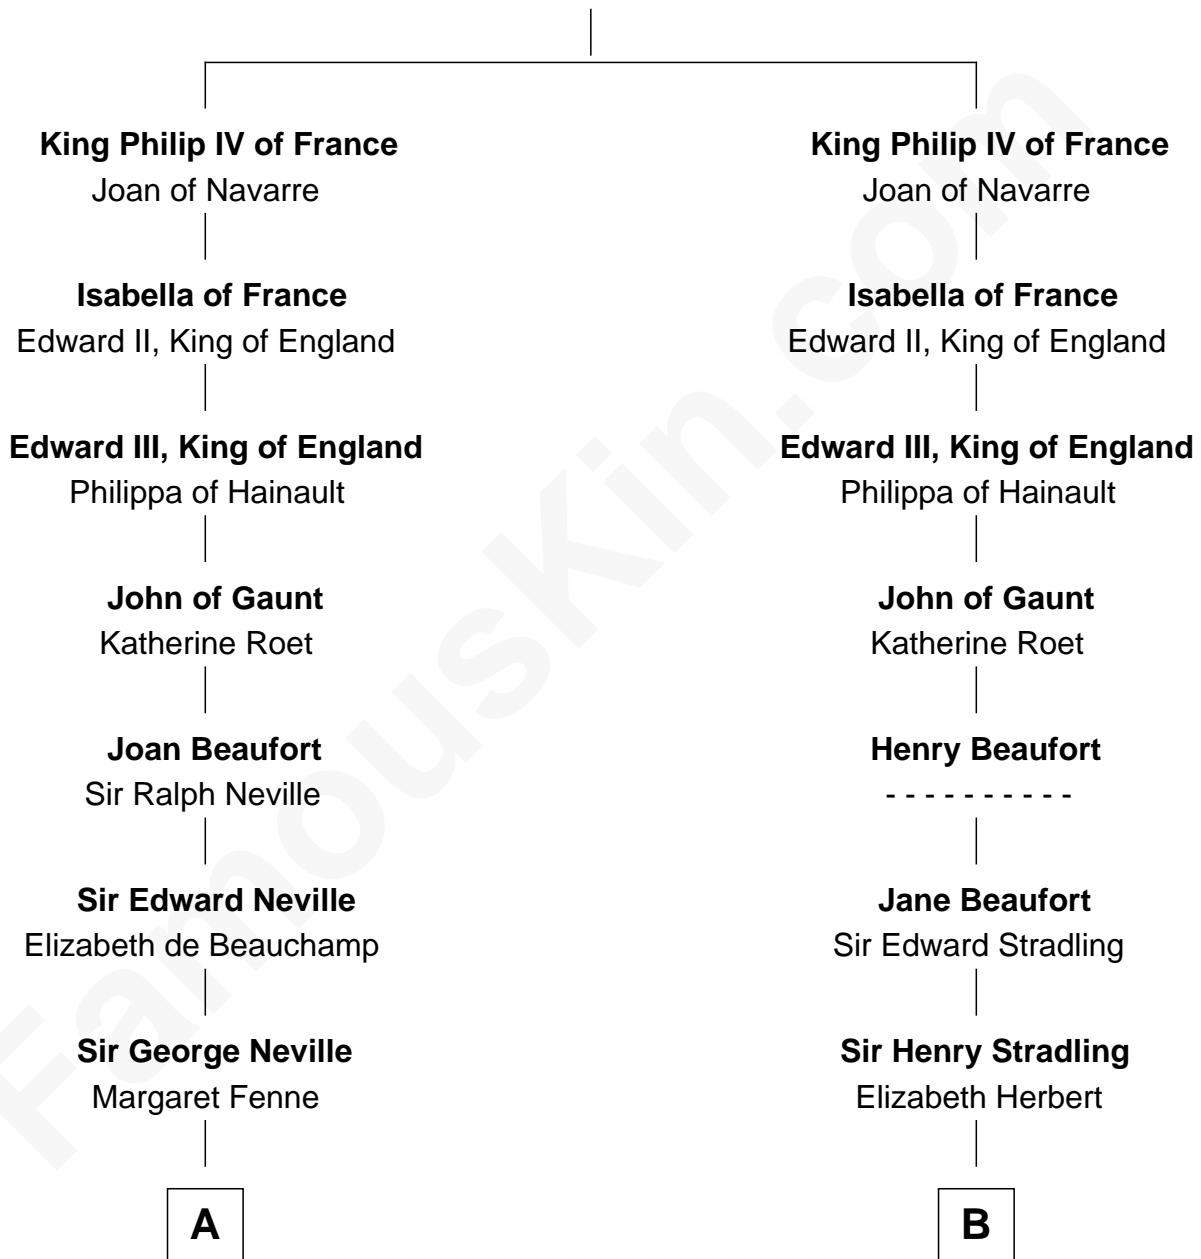 King Philip IV of France
Joan of Navarre
Isabella of France
Edward II, King of England
Edward III, King of England
Philippa of Hainault
John of Gaunt
Katherine Roet
Joan Beaufort
Sir Ralph Neville
Sir Edward Neville
Elizabeth de Beauchamp
Sir George Neville
Margaret Fenne
A
King Philip IV of France
Joan of Navarre
Isabella of France
Edward II, King of England
Edward III, King of England
Philippa of Hainault
John of Gaunt
Katherine Roet
Henry Beaufort
- - - - - - - - - -
Jane Beaufort
Sir Edward Stradling
Sir Henry Stradling
Elizabeth Herbert
B
FamousKin.com